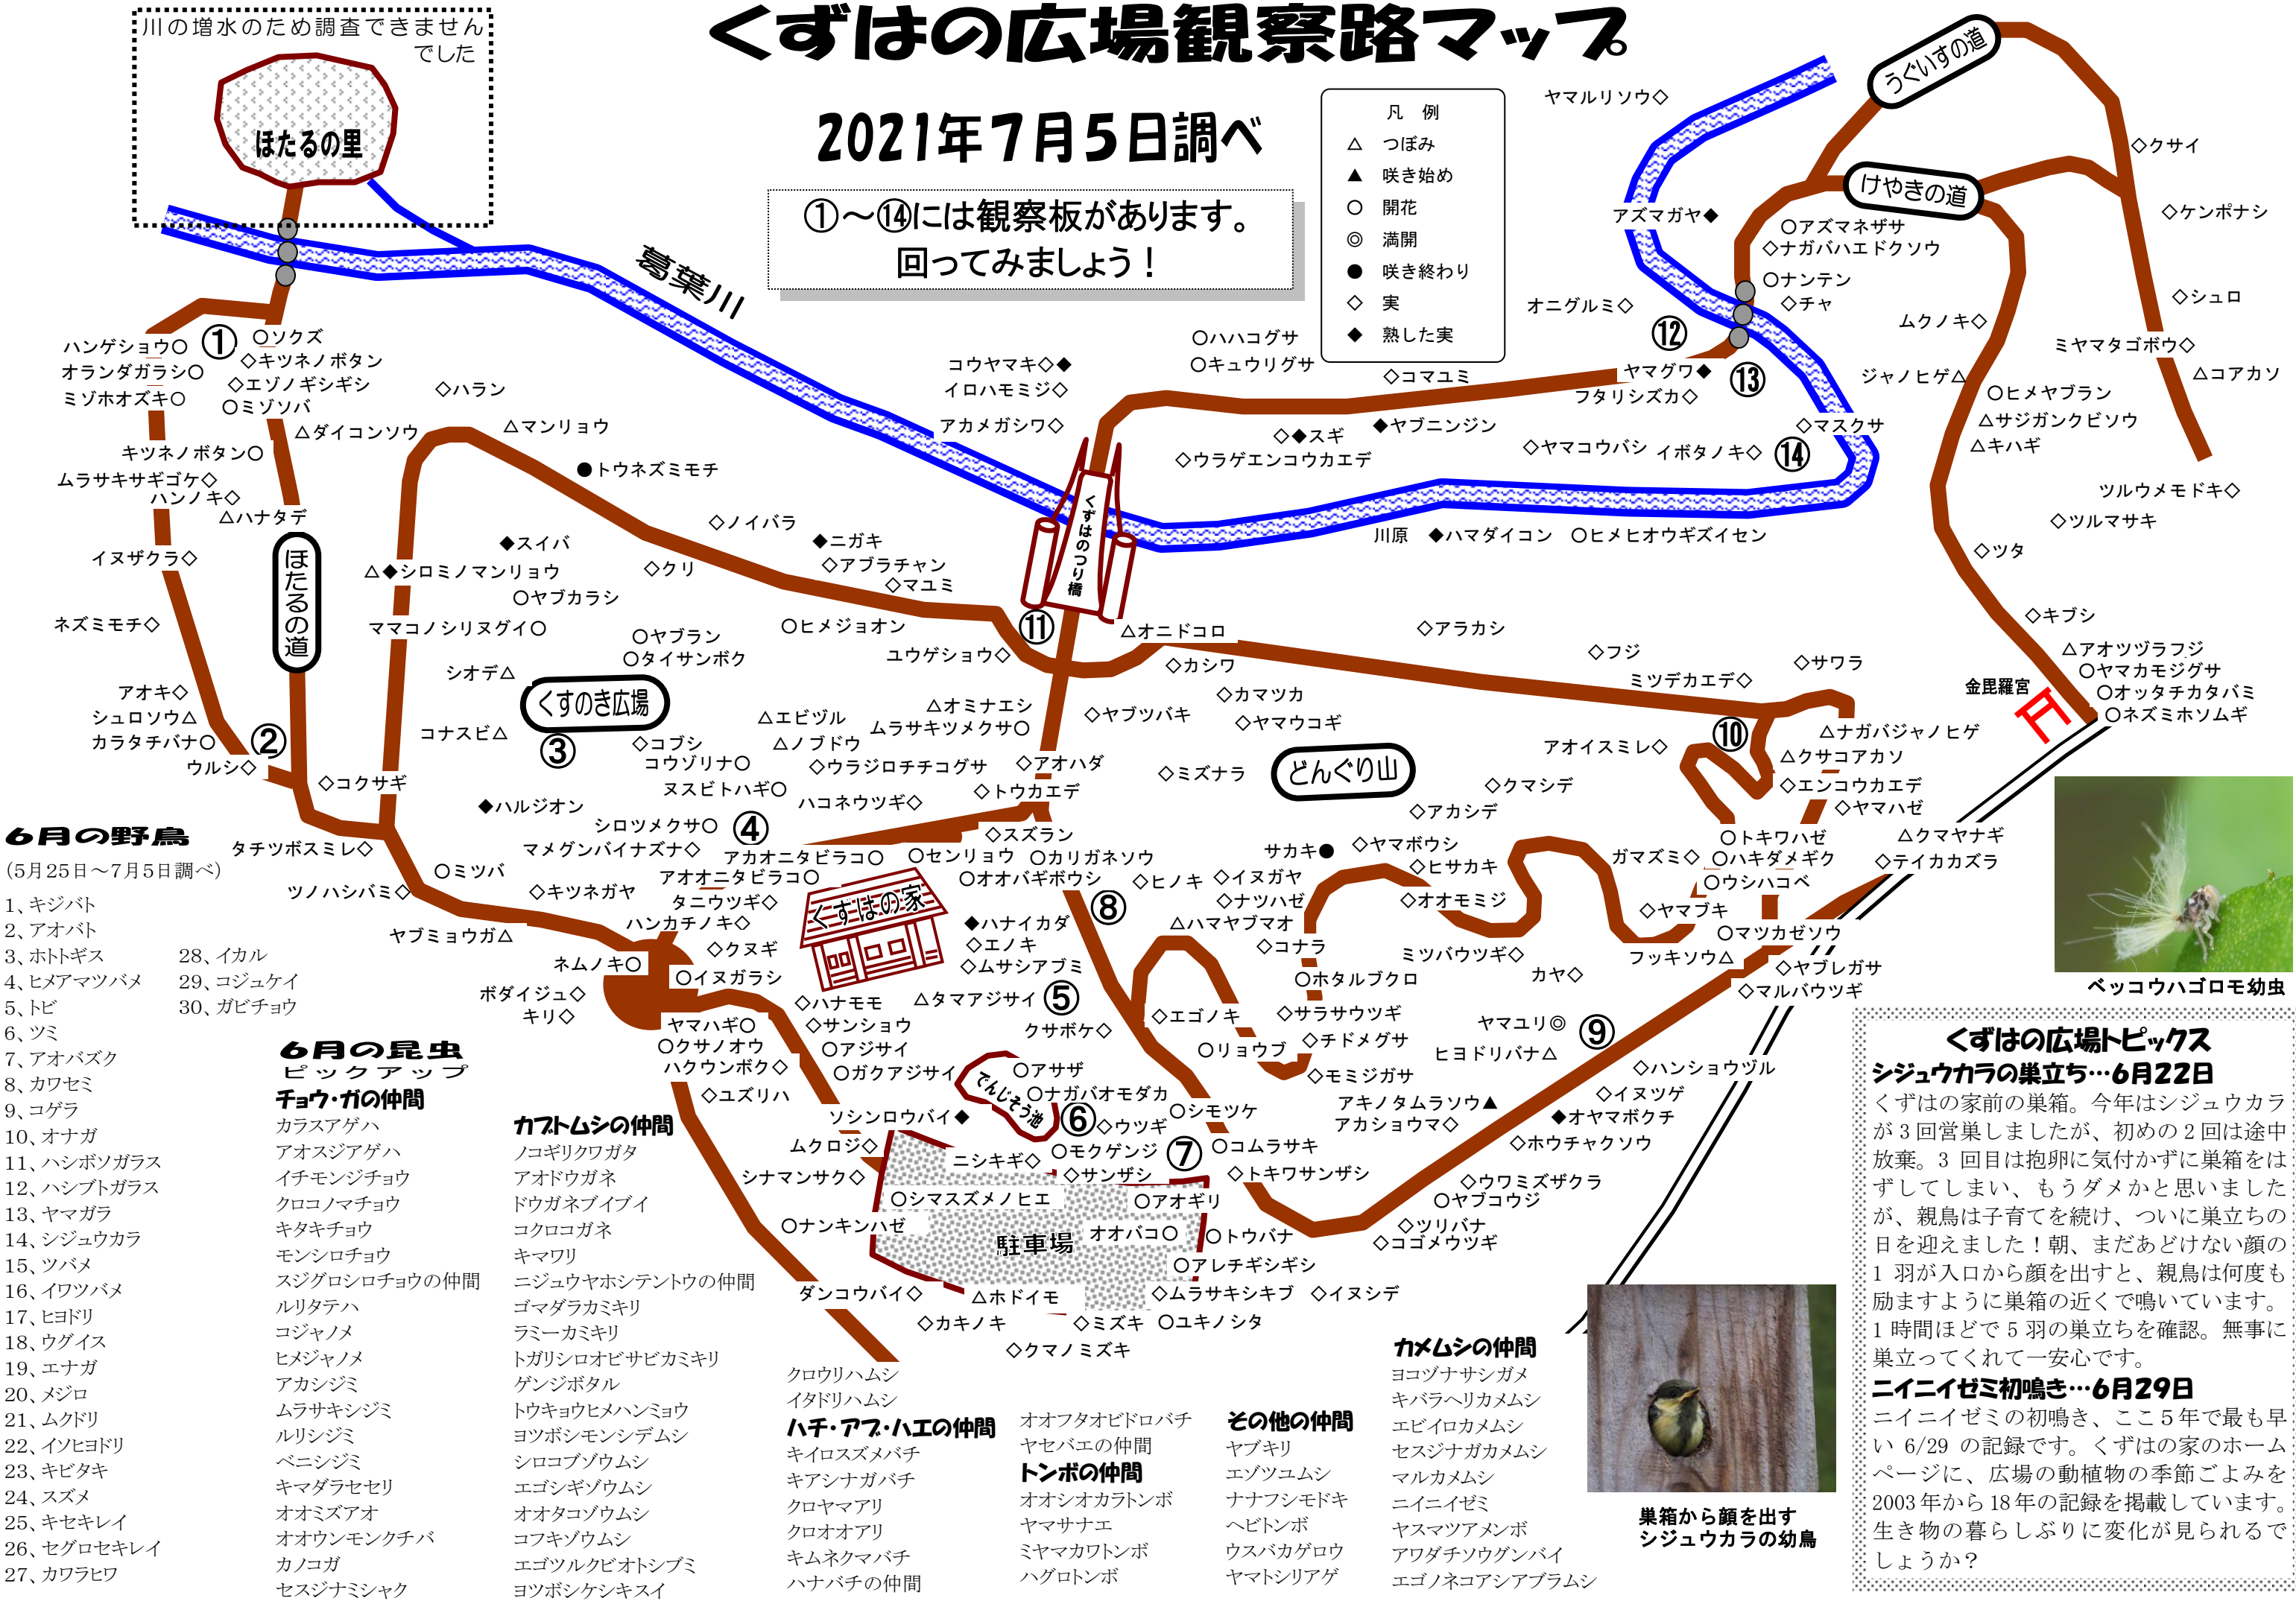 くずはの広場観察路マップ。
2021年７月５日調べ
①～⑭には観察板があります。
回ってみましょう！
川の増水のため調査できません
でした
ほたるの里
凡　例
△　つぼみ
▲　咲き始め
○　開花
◎　満開
●　咲き終わり
◇　実
◆　熟した実
葛葉川
うぐいすの道
けやきの道
ヤマルリソウ◇
◇クサイ
◇ケンポナシ
アズマガヤ◆
○アズマネザサ
◇ナガバハエドクソウ
○ナンテン
◇チャ
◇シュロ
オニグルミ◇
⑫
ムクノキ◇
ミヤマタゴボウ◇
ヤマグワ◆
⑬
ジャノヒゲ△
△コアカソ
フタリシズカ◇
○ヒメヤブラン
△サジガンクビソウ
△キハギ
◇マスクサ
①
○ソクズ
ハンゲショウ○
◇キツネノボタン
オランダガラシ○
◇エゾノギシギシ
ミゾホオズキ○
○ミゾソバ
△ダイコンソウ
キツネノボタン○
ムラサキサギゴケ◇
ハンノキ◇
△ハナタデ
イヌザクラ◇
ほたるの道
ネズミモチ◇
アオキ◇
シュロソウ△
カラタチバナ○
②
ウルシ◇
◇コクサギ
◇ハラン
△マンリョウ
●トウネズミモチ
◇ノイバラ
◆スイバ
△◆シロミノマンリョウ
◇クリ
○ヤブカラシ
ママコノシリヌグイ○
◆ニガキ
◇アブラチャン
◇マユミ
○ヤブラン
○タイサンボク
○ヒメジョオン
シオデ△
くすのき広場
③
コナスビ△
○ハハコグサ
○キュウリグサ
コウヤマキ◇◆
イロハモミジ◇
アカメガシワ◇
◇コマユミ
◇◆スギ
◆ヤブニンジン
◇ウラゲエンコウカエデ
◇ヤマコウバシ
イボタノキ◇
⑭
くずはのつり橋
川原　◆ハマダイコン　○ヒメヒオウギズイセン
ツルウメモドキ◇
◇ツルマサキ
◇ツタ
◇キブシ
△アオツヅラフジ
○ヤマカモジグサ
○オッタチカタバミ
○ネズミホソムギ
金毘羅宮
⑪
△オニドコロ
ユウゲショウ◇
◇カシワ
◇アラカシ
◇フジ
◇サワラ
ミツデカエデ◇
◇カマツカ
◇ヤブツバキ
◇ヤマウコギ
△オミナエシ
ムラサキツメクサ○
△エビヅル
△ノブドウ
◇コブシ
コウゾリナ○
◇ウラジロチチコグサ
ヌスビトハギ○
ハコネウツギ◇
◇アオハダ
◇トウカエデ
◇ミズナラ
どんぐり山
アオイスミレ◇
⑩
△ナガバジャノヒゲ
△クサコアカソ
◇エンコウカエデ
◇ヤマハゼ
◇クマシデ
◇アカシデ
◆ハルジオン
シロツメクサ○
④
マメグンバイナズナ◇
アカオニタビラコ○
アオオニタビラコ○
タニウツギ◇
ハンカチノキ◇
◇クヌギ
◇スズラン
○センリョウ
○カリガネソウ
○オオバギボウシ
◇ヒノキ
⑧
サカキ●
◇ヤマボウシ
◇イヌガヤ
◇ナツハゼ
△ハマヤブマオ
◇コナラ
◇ヒサカキ
◇オオモミジ
○トキワハゼ
ガマズミ◇
○ハキダメギク
○ウシハコベ
◇ヤマブキ
○マツカゼソウ
△クマヤナギ
◇テイカカズラ
フッキソウ△
◇ヤブレガサ
◇マルバウツギ
ミツバウツギ◇
カヤ◇
○ホタルブクロ
タチツボスミレ◇
○ミツバ
ツノハシバミ◇
◇キツネガヤ
ヤブミョウガ△
ネムノキ○
○イヌガラシ
ボダイジュ◇
キリ◇
ヤマハギ○
○クサノオウ
ハクウンボク◇
◇ユズリハ
くずはの家
◆ハナイカダ
◇エノキ
◇ムサシアブミ
◇ハナモモ
△タマアジサイ
⑤
◇サンショウ
クサボケ◇
○アジサイ
○ガクアジサイ
でんじそう池
○アサザ
○ナガバオモダカ
⑥
◇ウツギ
ソシンロウバイ◆
◇エゴノキ
◇サラサウツギ
○リョウブ
◇チドメグサ
◇モミジガサ
ヤマユリ◎
⑨
ヒヨドリバナ△
アキノタムラソウ▲
アカショウマ◇
◇ハンショウヅル
◇イヌツゲ
◆オヤマボクチ
◇ホウチャクソウ
○シモツケ
ムクロジ◇
ニシキギ◇
○モクゲンジ
⑦
○コムラサキ
シナマンサク◇
◇サンザシ
◇トキワサンザシ
○シマスズメノヒエ
○アオギリ
◇ウワミズザクラ
○ヤブコウジ
○ナンキンハゼ
駐車場
オオバコ○
○トウバナ
◇ツリバナ
◇コゴメウツギ
○アレチギシギシ
ダンコウバイ◇
△ホドイモ
◇ムラサキシキブ
◇イヌシデ
◇カキノキ
◇ミズキ
○ユキノシタ
◇クマノミズキ
６月の野鳥
（5月25日～7月5日調べ）
1、キジバト
2、アオバト
3、ホトトギス
4、ヒメアマツバメ
5、トビ
6、ツミ
7、アオバズク
8、カワセミ
9、コゲラ
10、オナガ
11、ハシボソガラス
12、ハシブトガラス
13、ヤマガラ
14、シジュウカラ
15、ツバメ
16、イワツバメ
17、ヒヨドリ
18、ウグイス
19、エナガ
20、メジロ
21、ムクドリ
22、イソヒヨドリ
23、キビタキ
24、スズメ
25、キセキレイ
26、セグロセキレイ
27、カワラヒワ
28、イカル
29、コジュケイ
30、ガビチョウ
６月の昆虫
ピックアップ
チョウ・ガの仲間
カラスアゲハ
アオスジアゲハ
イチモンジチョウ
クロコノマチョウ
キタキチョウ
モンシロチョウ
スジグロシロチョウの仲間
ルリタテハ
コジャノメ
ヒメジャノメ
アカシジミ
ムラサキシジミ
ルリシジミ
ベニシジミ
キマダラセセリ
オオミズアオ
オオウンモンクチバ
カノコガ
セスジナミシャク
カブトムシの仲間
ノコギリクワガタ
アオドウガネ
ドウガネブイブイ
コクロコガネ
キマワリ
ニジュウヤホシテントウの仲間
ゴマダラカミキリ
ラミーカミキリ
トガリシロオビサビカミキリ
ゲンジボタル
トウキョウヒメハンミョウ
ヨツボシモンシデムシ
シロコブゾウムシ
エゴシギゾウムシ
オオタコゾウムシ
コフキゾウムシ
エゴツルクビオトシブミ
ヨツボシケシキスイ
クロウリハムシ
イタドリハムシ
ハチ・アブ・ハエの仲間
キイロスズメバチ
キアシナガバチ
クロヤマアリ
クロオオアリ
キムネクマバチ
ハナバチの仲間
オオフタオビドロバチ
ヤセバエの仲間
トンボの仲間
オオシオカラトンボ
ヤマサナエ
ミヤマカワトンボ
ハグロトンボ
その他の仲間
ヤブキリ
エゾツユムシ
ナナフシモドキ
ヘビトンボ
ウスバカゲロウ
ヤマトシリアゲ
カメムシの仲間
ヨコヅナサシガメ
キバラヘリカメムシ
エビイロカメムシ
セスジナガカメムシ
マルカメムシ
ニイニイゼミ
ヤスマツアメンボ
アワダチソウグンバイ
エゴノネコアシアブラムシ
ベッコウハゴロモ幼虫
巣箱から顔を出す
シジュウカラの幼鳥
くずはの広場トピックス
シジュウカラの巣立ち…6月22日
くずはの家前の巣箱。今年はシジュウカラ
が３回営巣しましたが、初めの２回は途中
放棄。３ 回目は抱卵に気付かずに巣箱をは
ずしてしまい、もうダメかと思いました
が、親鳥は子育てを続け、ついに巣立ちの
日を迎えました！朝、まだあどけない顔の
１ 羽が入口から顔を出すと、親鳥は何度も
励ますように巣箱の近くで鳴いています。
１時間ほどで５羽の巣立ちを確認。無事に
巣立ってくれて一安心です。
ニイニイゼミ初鳴き…6月29日
ニイニイゼミの初鳴き、ここ５年で最も早
い 6/29 の記録です。くずはの家のホーム
ページに、広場の動植物の季節ごよみを
2003年から18年の記録を掲載しています。
生き物の暮らしぶりに変化が見られるで
しょうか？